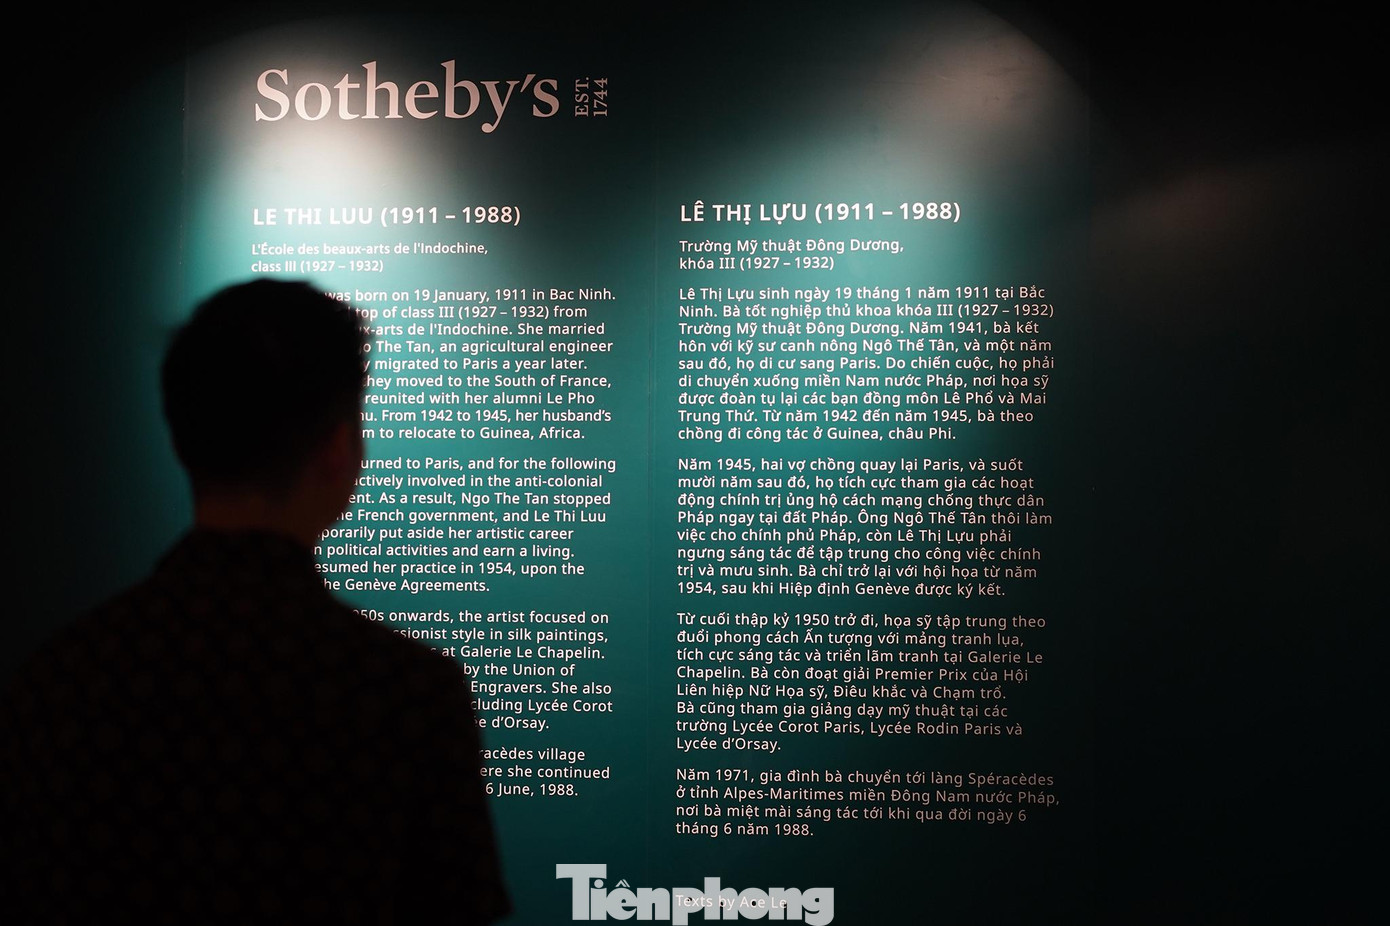 Sotheby's EST. 1744
LE THI LUU (1911 – 1988)
L'École des beaux-arts de l'Indochine,
class III (1927 – 1932)
was born on 19 January, 1911 in Bac Ninh.
top of class III (1927 – 1932) from
x-arts de l'Indochine. She married
The Tan, an agricultural engineer
migrated to Paris a year later.
they moved to the South of France,
reunited with her alumni Le Pho
From 1942 to 1945, her husband's
to relocate to Guinea, Africa.
to Paris, and for the following
actively involved in the anti-colonial
As a result, Ngo The Tan stopped
French government, and Le Thi Luu
put aside her artistic career
political activities and earn a living.
her practice in 1954, upon the
Genève Agreements.
onwards, the artist focused on
style in silk paintings,
at Galerie Le Chapelin.
by the Union of
Engravers. She also
Lycée Corot
d'Orsay.
village
she continued
6 June, 1988.
LÊ THỊ LỰU (1911 – 1988)
Trường Mỹ thuật Đông Dương,
khóa III (1927 – 1932)
Lê Thị Lựu sinh ngày 19 tháng 1 năm 1911 tại Bắc
Ninh. Bà tốt nghiệp thủ khoa khóa III (1927 – 1932)
Trường Mỹ thuật Đông Dương. Năm 1941, bà kết
hôn với kỹ sư canh nông Ngô Thế Tân, và một năm
sau đó, họ di cư sang Paris. Do chiến cuộc, họ phải
di chuyển xuống miền Nam nước Pháp, nơi họa sỹ
được đoàn tụ lại các bạn đồng môn Lê Phổ và Mai
Trung Thứ. Từ năm 1942 đến năm 1945, bà theo
chồng đi công tác ở Guinea, châu Phi.
Năm 1945, hai vợ chồng quay lại Paris, và suốt
mười năm sau đó, họ tích cực tham gia các hoạt
động chính trị ủng hộ cách mạng chống thực dân
Pháp ngay tại đất Pháp. Ông Ngô Thế Tân thôi làm
việc cho chính phủ Pháp, còn Lê Thị Lựu phải
ngưng sáng tác để tập trung cho công việc chính
trị và mưu sinh. Bà chỉ trở lại với hội họa từ năm
1954, sau khi Hiệp định Genève được ký kết.
Từ cuối thập kỷ 1950 trở đi, họa sỹ tập trung theo
đuổi phong cách Ấn tượng với mảng tranh lụa,
tích cực sáng tác và triển lãm tranh tại Galerie Le
Chapelin. Bà còn đoạt giải Premier Prix của Hội
Liên hiệp Nữ Họa sỹ, Điêu khắc và Chạm trổ.
Bà cũng tham gia giảng dạy mỹ thuật tại các
trường Lycée Corot Paris, Lycée Rodin Paris và
Lycée d'Orsay.
Năm 1971, gia đình bà chuyển tới làng Spéracèdes
ở tỉnh Alpes-Maritimes miền Đông Nam nước Pháp,
nơi bà miệt mài sáng tác tới khi qua đời ngày 6
tháng 6 năm 1988.
Texts by Ace Le
Tiênphong